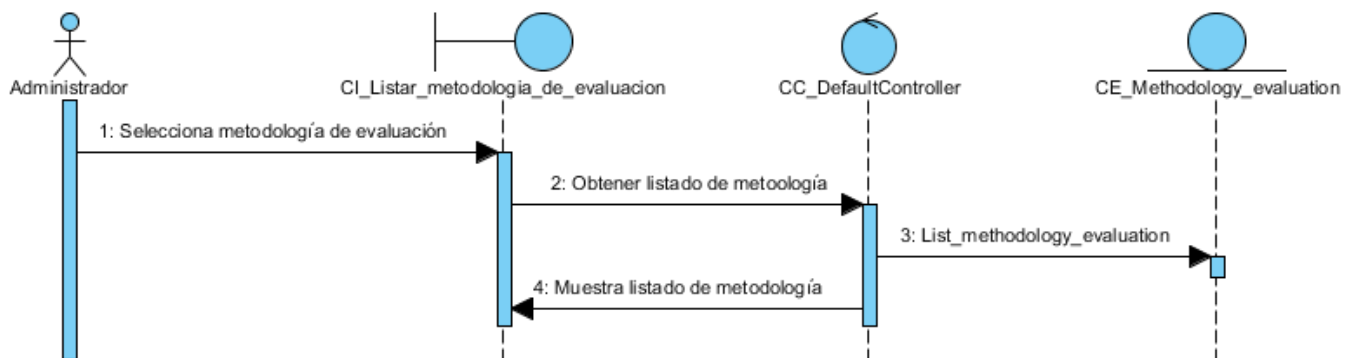 Administrador
CI_Listar_metodologia_de_evaluacion
CC_DefaultController
CE_Methodology_evaluation
1: Selecciona metodología de evaluación
2: Obtener listado de metoología
3: List_methodology_evaluation
4: Muestra listado de metodología